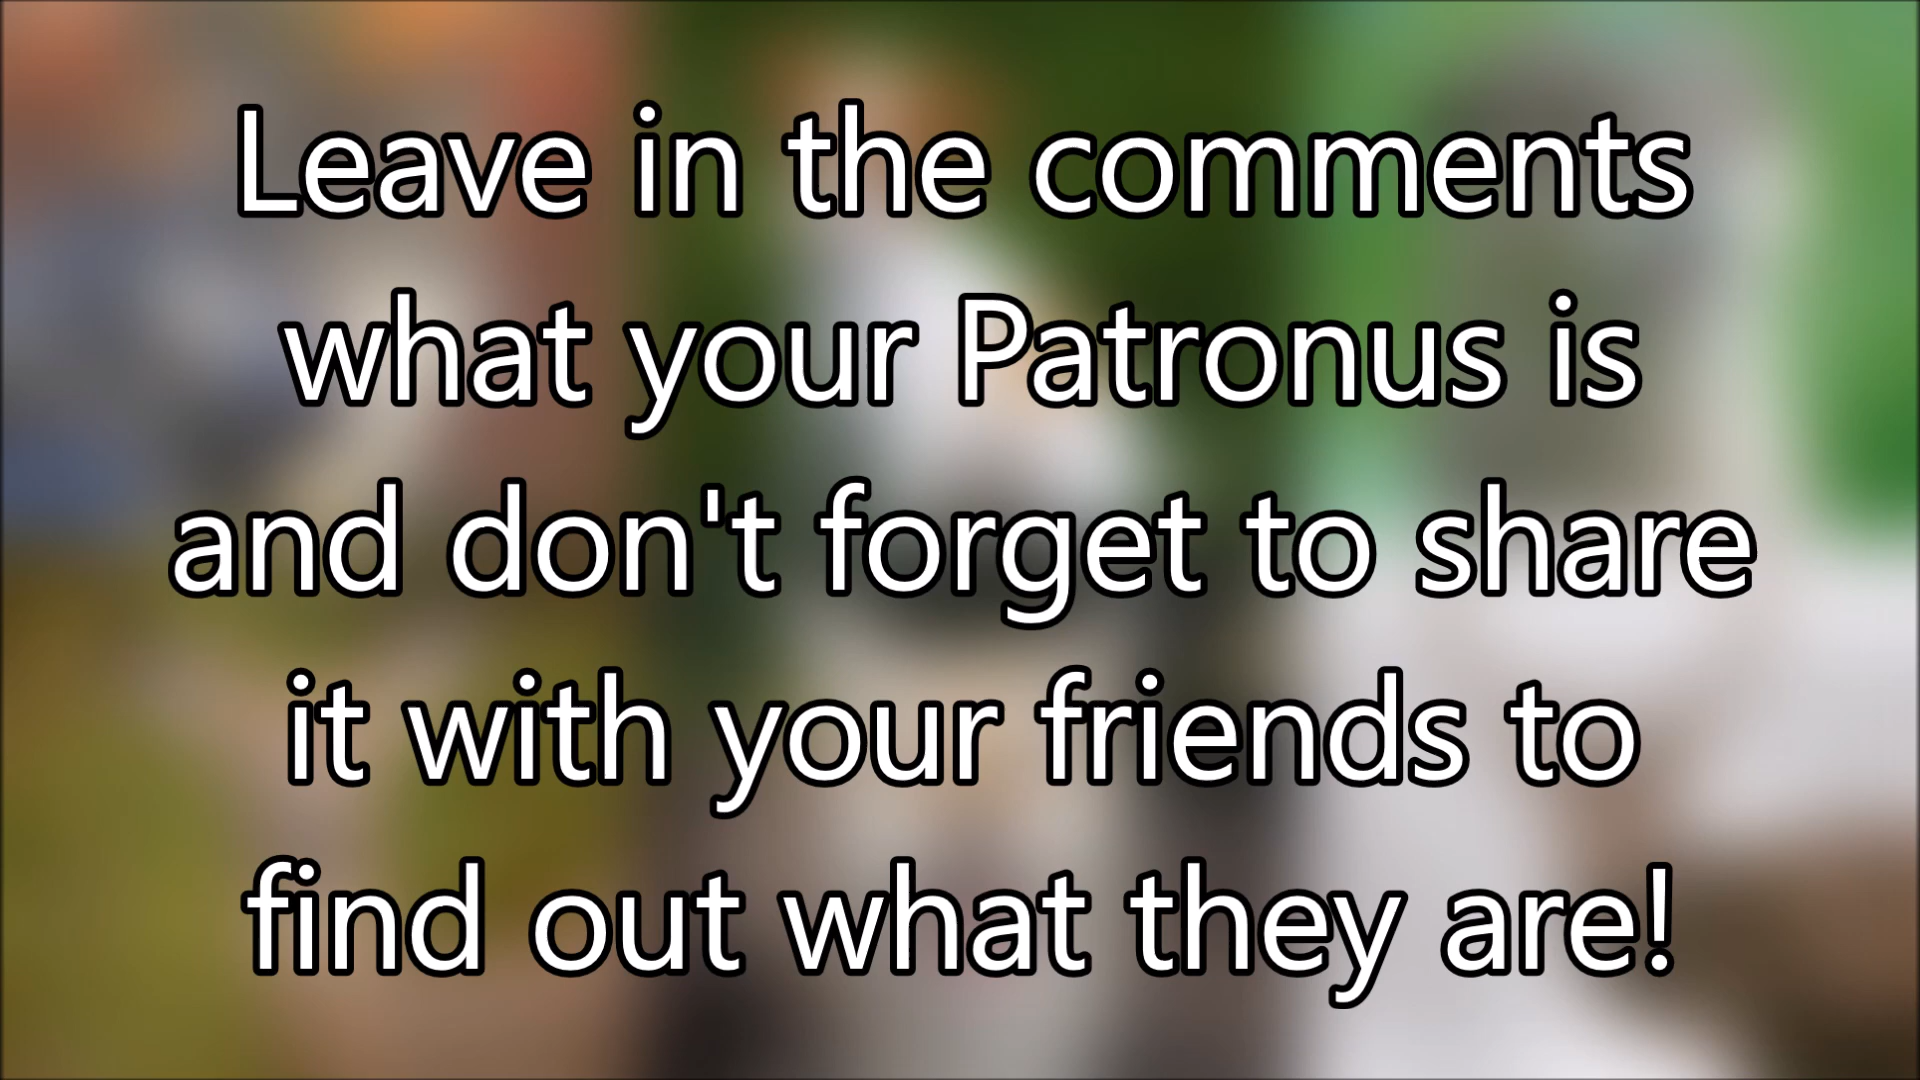 Leave in the comments
what your Patronus is
and don't forget to share
it with your friends to
find out what they are!